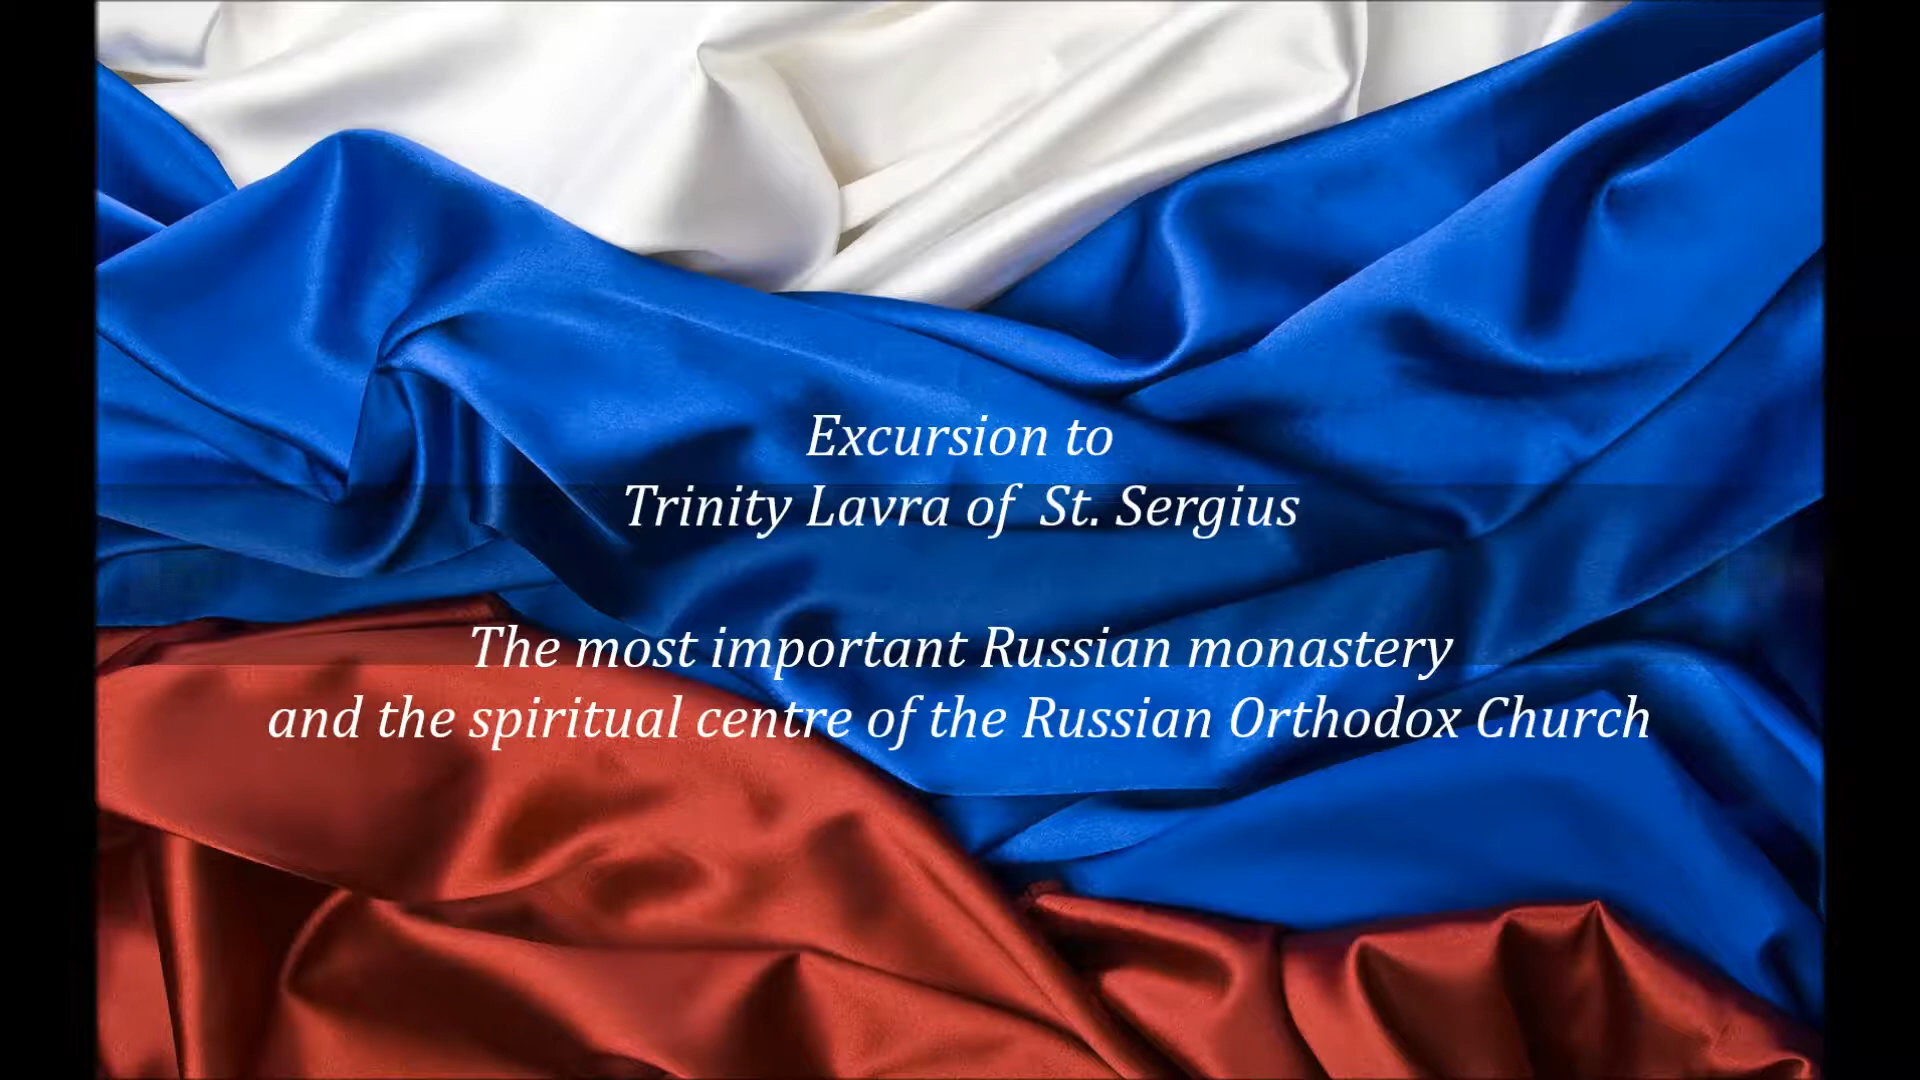 Excursion to
Trinity Lavra of St. Sergius
The most important Russian monastery
and the spiritual centre of the Russian Orthodox Church